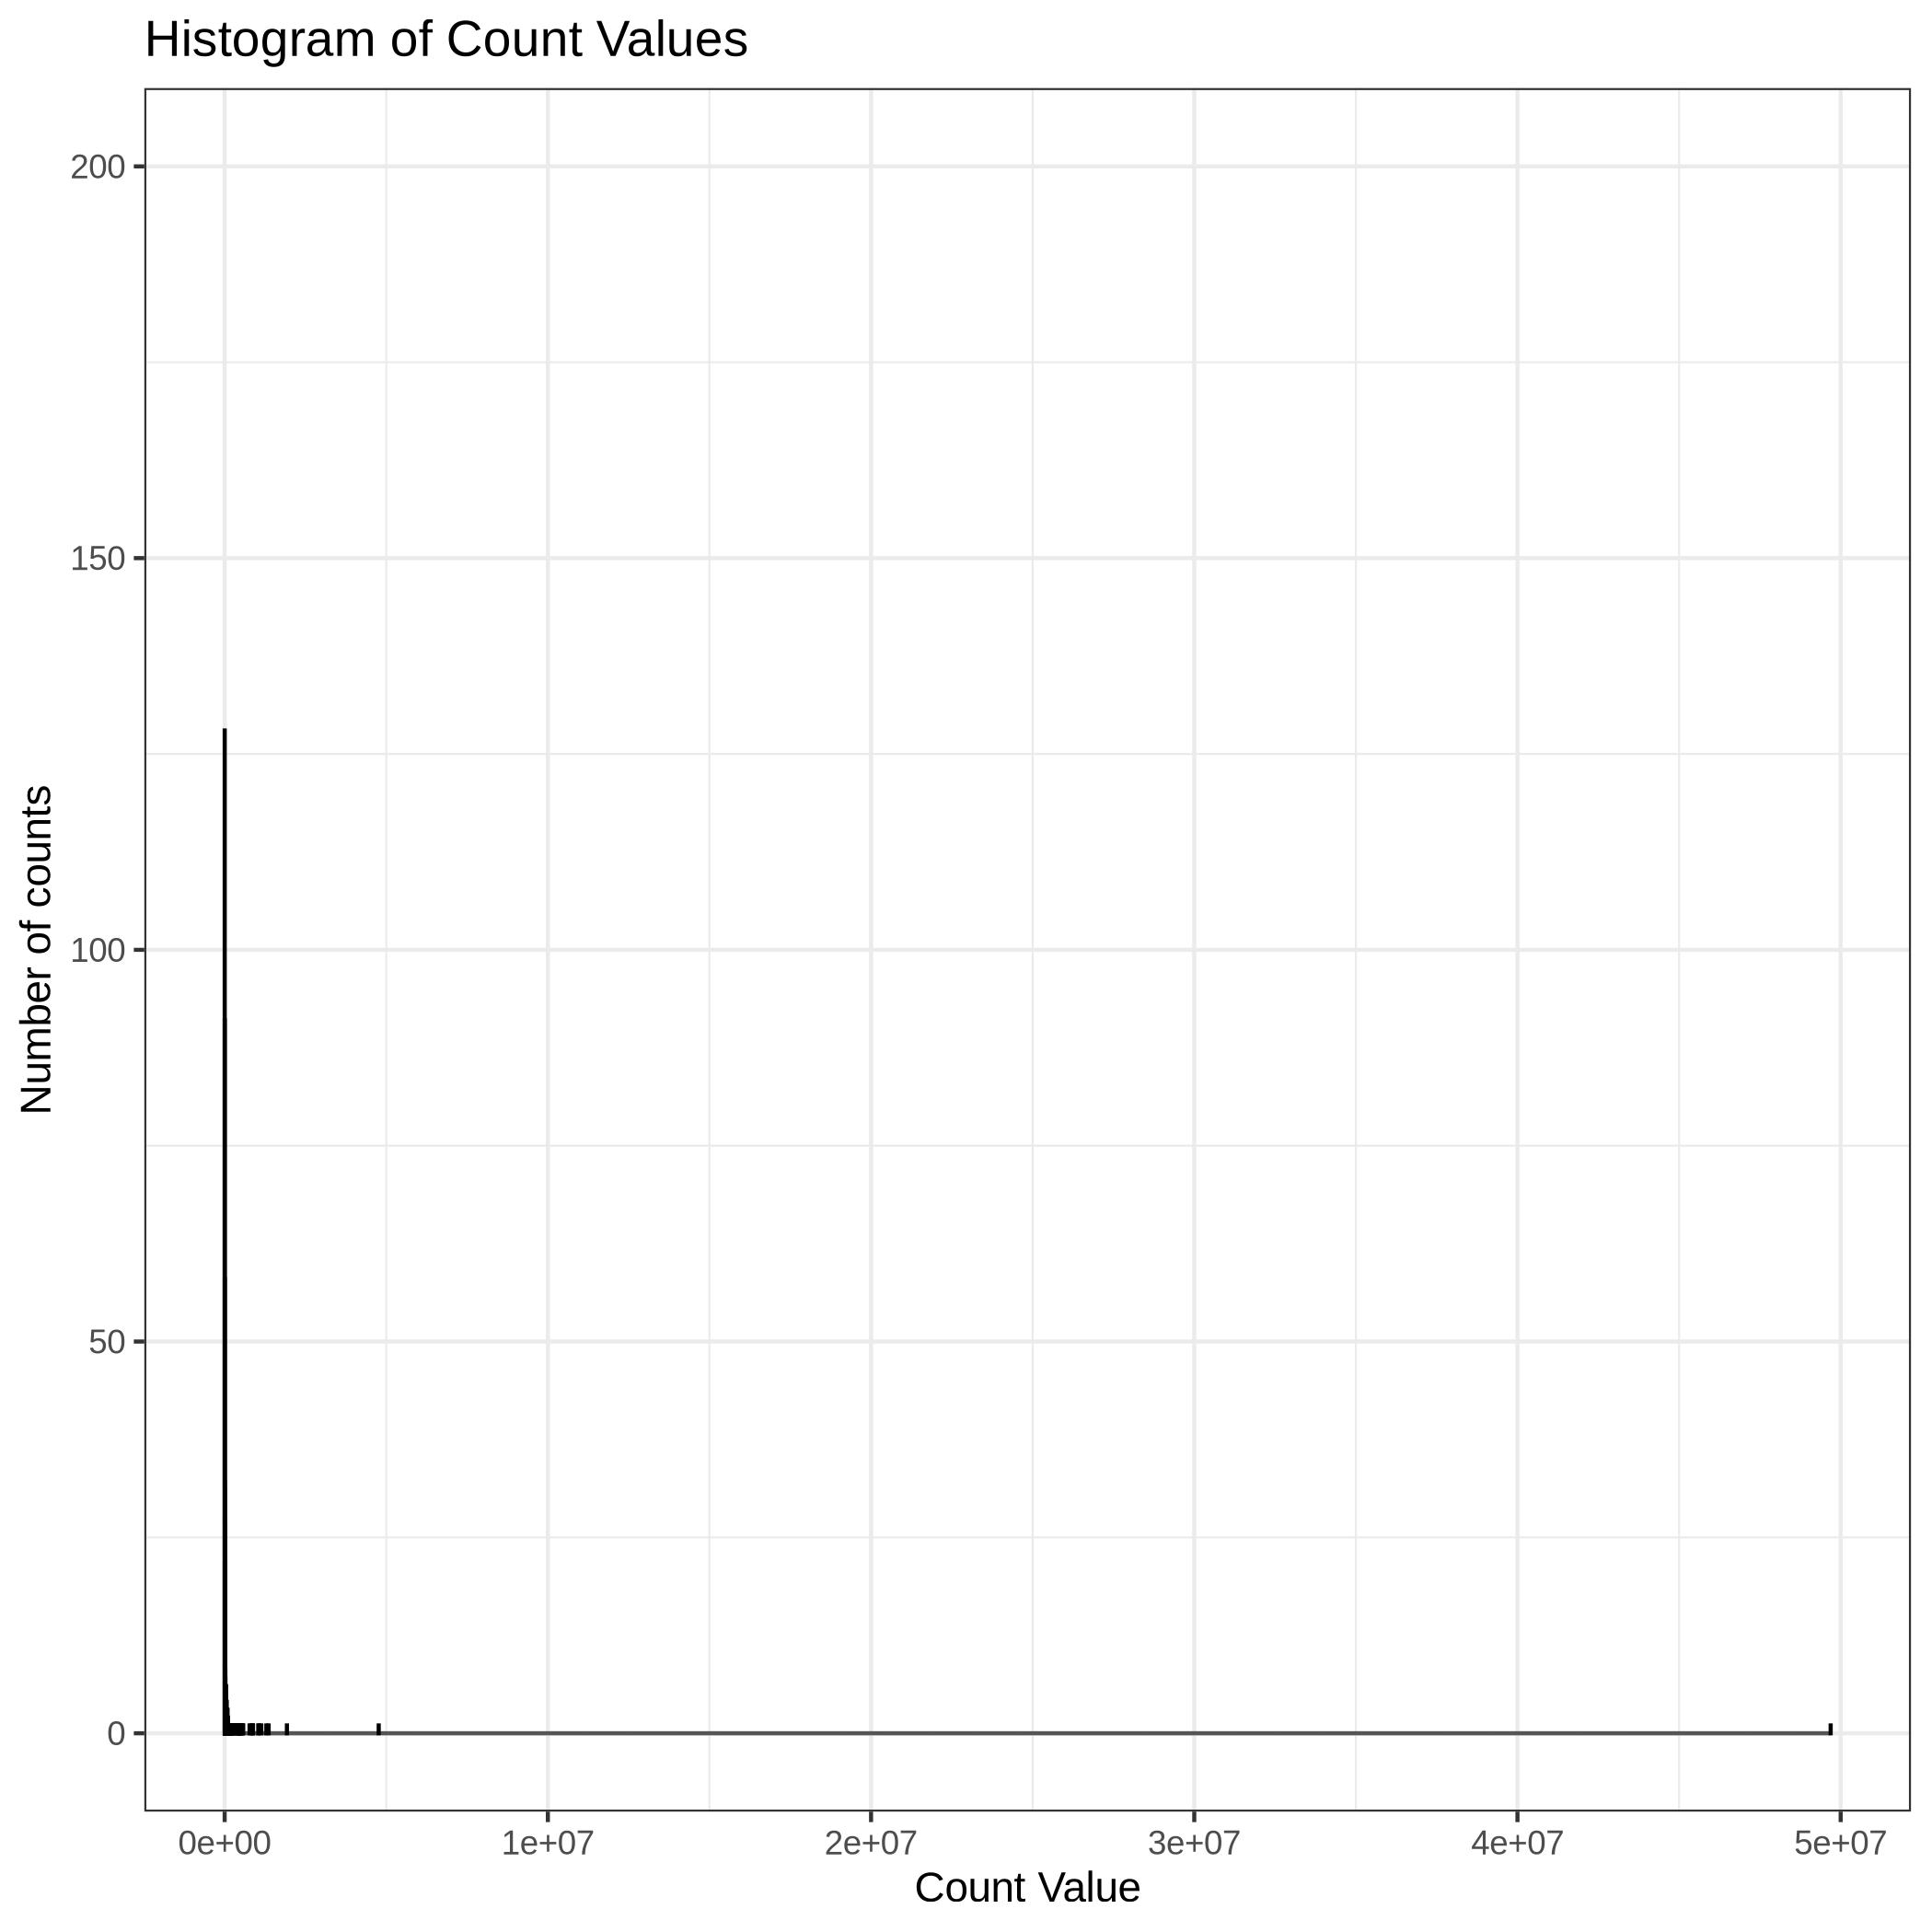 Histogram of Count Values
200
150
100
50
0
Number of counts
0e+00 1e+07 2e+07 3e+07 4e+07 5e+07
Count Value